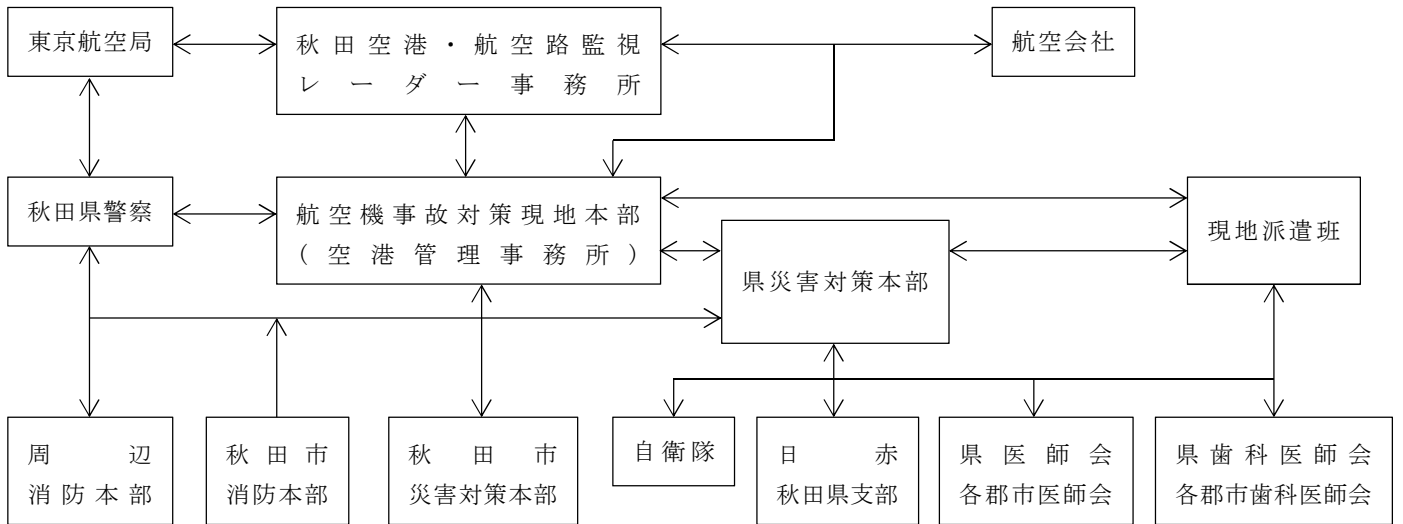 東京航空局
秋田空港・航空路監視
レーダー事務所
航空会社
秋田県警察
航空機事故対策現地本部
(空港管理事務所)
県災害対策本部
現地派遣班
周辺
消防本部
秋田市
消防本部
秋田市
災害対策本部
自衛隊
日赤
秋田県支部
県医師会
各郡市医師会
県歯科医師会
各郡市歯科医師会